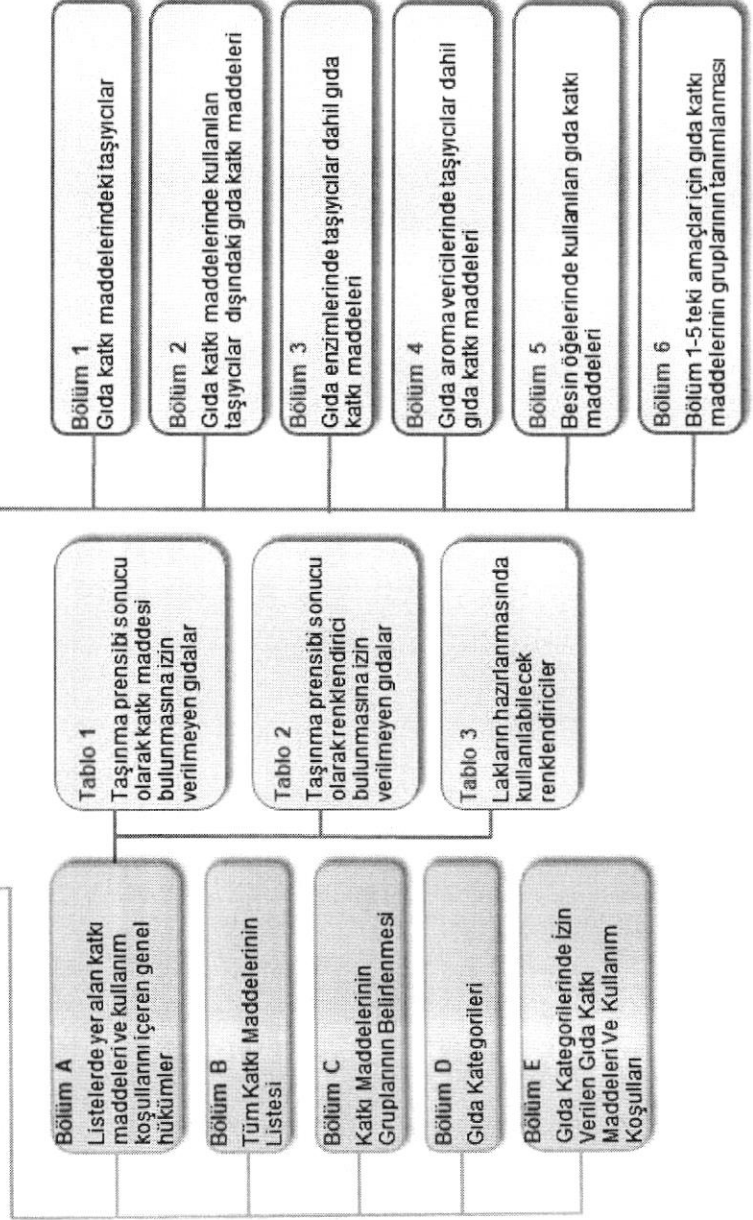 Bölüm A
Listelerde yer alan katkı
maddeleri ve kullanım
koşullarını içeren genel
hükümler
Bölüm B
Tüm Katkı Maddelerinin
Listesi
Bölüm C
Katkı Maddelerinin
Gruplarının Belirlenmesi
Bölüm D
Gıda Kategorileri
Bölüm E
Gıda Kategorilerinde İzin
Verilen Gıda Katkı
Maddeleri Ve Kullanım
Koşulları
Tablo 1
Taşınma prensibi sonucu
olarak katkı maddesi
bulunmasına izin
verilmeyen gıdalar
Tablo 2
Taşınma prensibi sonucu
olarak renklendirici
bulunmasına izin
verilmeyen gıdalar
Tablo 3
Lakların hazırlanmasında
kullanılabilecek
renklendiriciler
Bölüm 1
Gıda katkı maddelerindeki taşıyıcılar
Bölüm 2
Gıda katkı maddelerinde kullanılan
taşıyıcılar dışındaki gıda katkı maddeleri
Bölüm 3
Gıda enzimlerinde taşıyıcılar dahil gıda
katkı maddeleri
Bölüm 4
Gıda aroma vericilerinde taşıyıcılar dahil
gıda katkı maddeleri
Bölüm 5
Besin öğelerinde kullanılan gıda katkı
maddeleri
Bölüm 6
Bölüm 1-5 teki amaçlar için gıda katkı
maddelerinin gruplarının tanımlanması